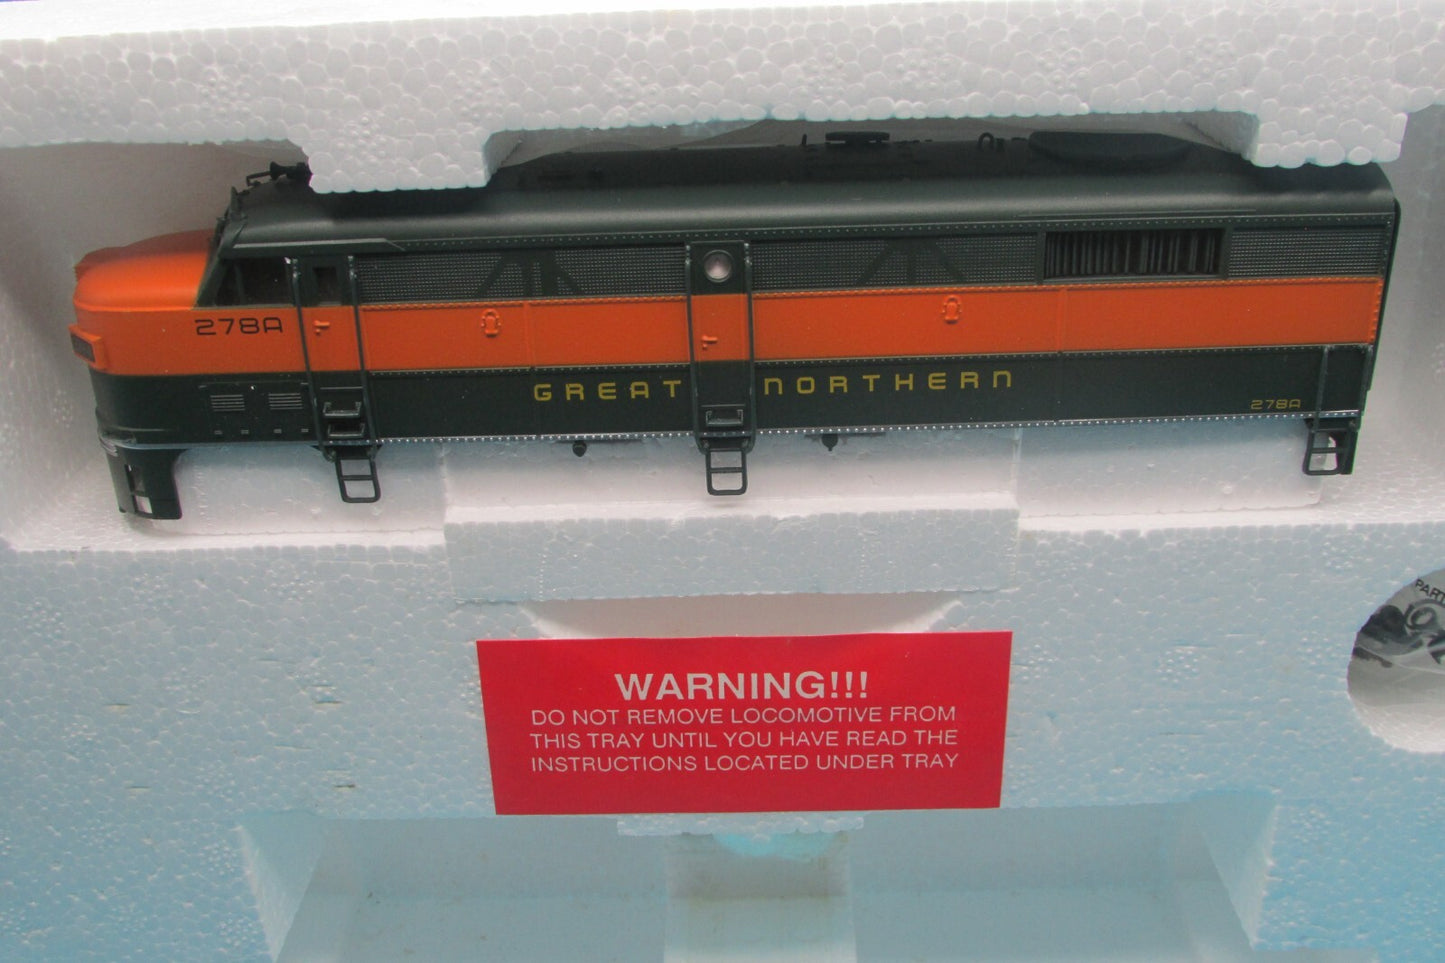 278A
GREAT NORTHERN
278A
PART
WARNING!!!
DO NOT REMOVE LOCOMOTIVE FROM
THIS TRAY UNTIL YOU HAVE READ THE
INSTRUCTIONS LOCATED UNDER TRAY